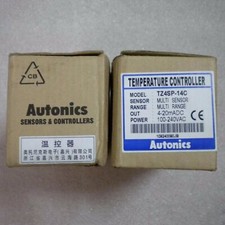 CB
Autonics
SENSORS & CONTROLLERS
温控器
TEMPERATURE CONTROLLER
MODEL TZ4SP-14C
SENSOR MULTI SENSOR
RANGE MULTI RANGE
OUT 4-20mADC
POWER 100-240VAC
Autonics